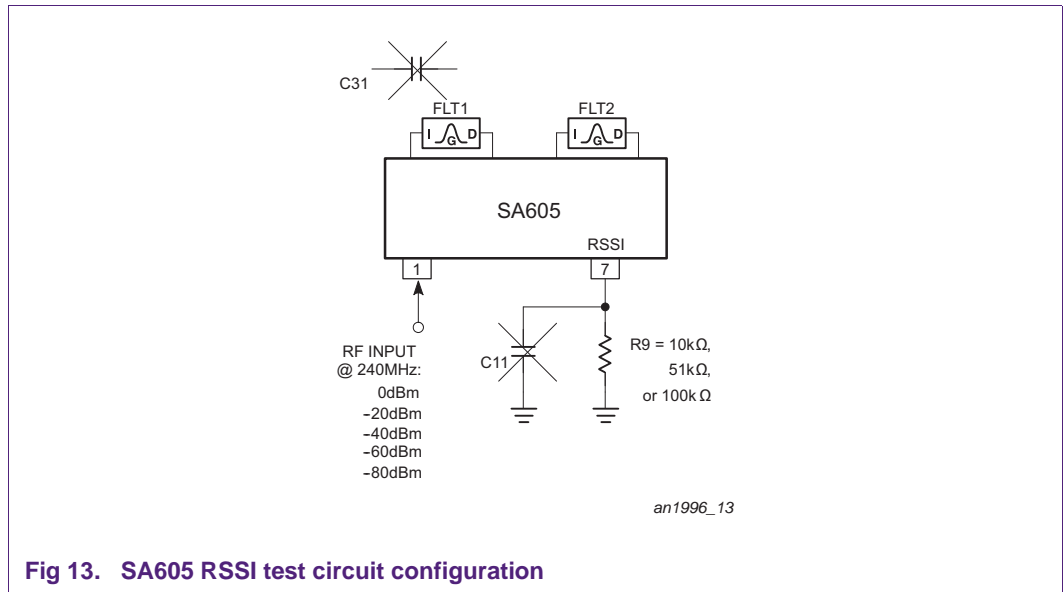 C31
FLT1
I G D
FLT2
I G D
SA605
RSSI
1
7
RF INPUT
@ 240MHz:
0dBm
--20dBm
--40dBm
--60dBm
--80dBm
C11
R9 = 10kΩ,
51kΩ,
or 100kΩ
an1996_13
Fig 13. SA605 RSSI test circuit configuration